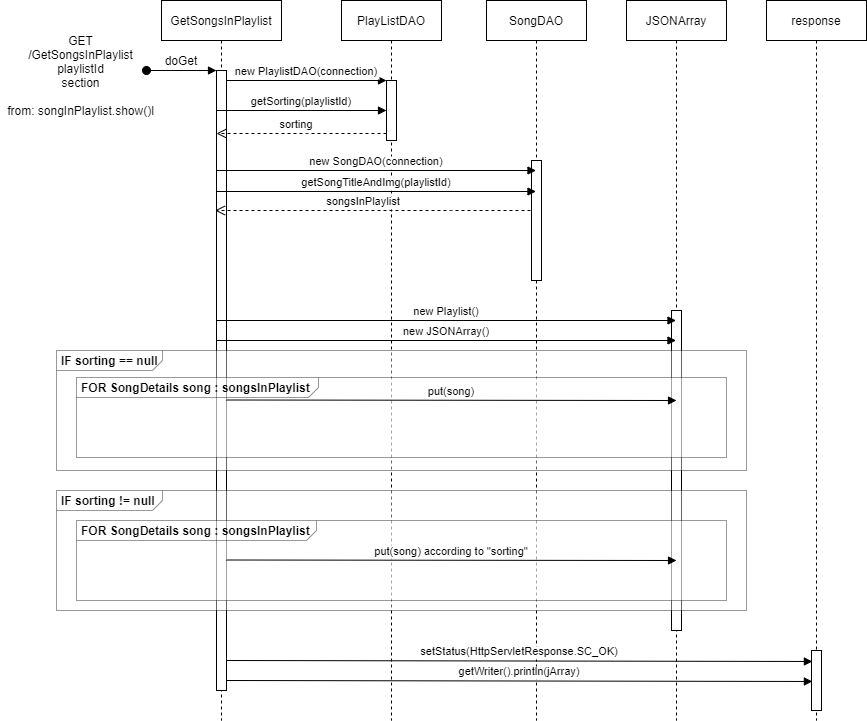 GetSongsInPlaylist
PlayListDAO
SongDAO
JSONArray
response
GET
/GetSongsInPlaylist
playlistId
section
from: songInPlaylist.show()l
doGet
new PlaylistDAO(connection)
getSorting(playlistId)
sorting
new SongDAO(connection)
getSongTitleAndImg(playlistId)
songsInPlaylist
new Playlist()
new JSONArray()
IF sorting == null
FOR SongDetails song : songsInPlaylist
put(song)
IF sorting != null
FOR SongDetails song : songsInPlaylist
put(song) according to "sorting"
setStatus(HttpServletResponse.SC_OK)
getWriter().println(jArray)